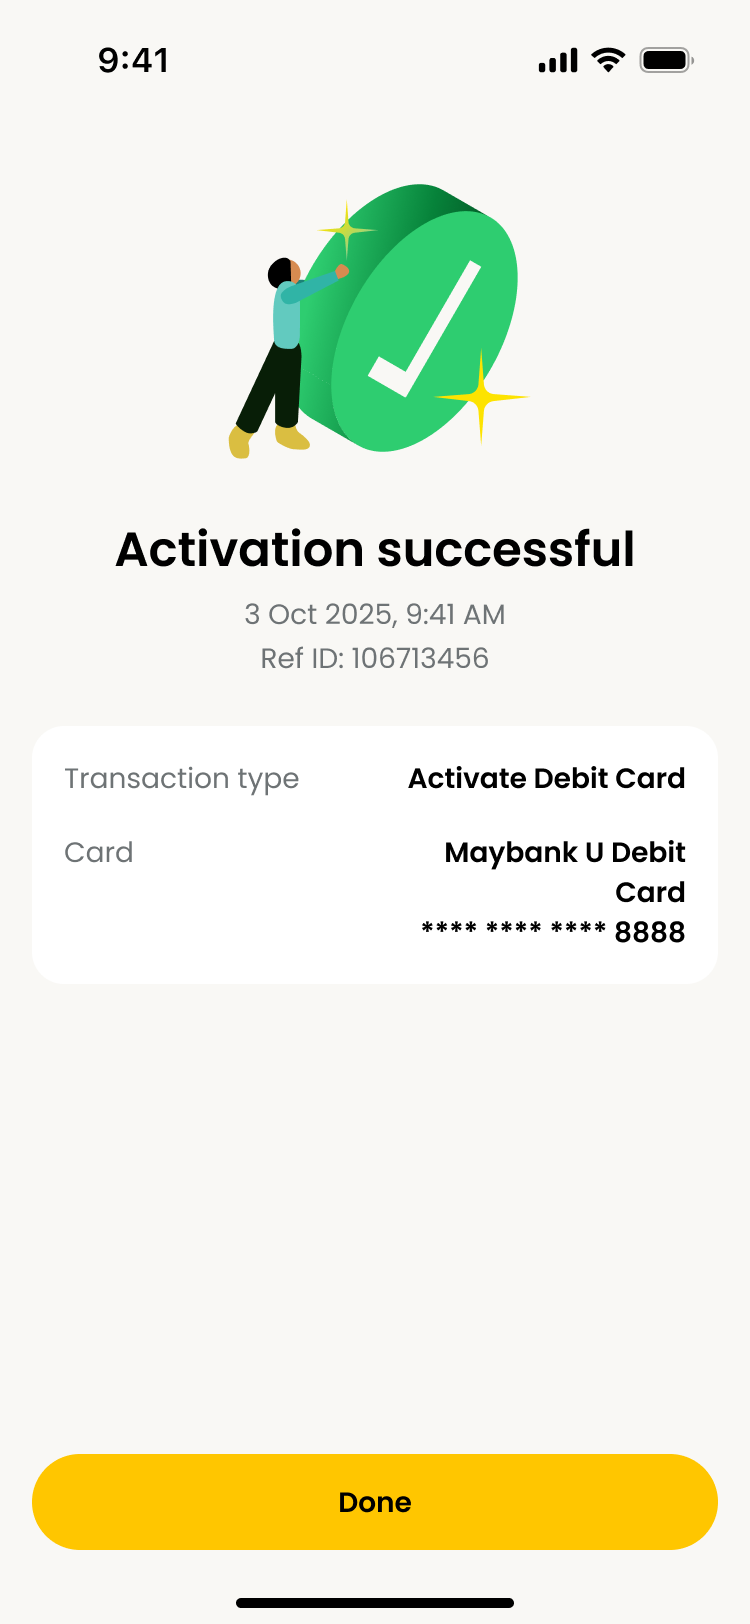 9:41
Activation successful
3 Oct 2025, 9:41 AM
Ref ID: 106713456
Transaction type Activate Debit Card
Card Maybank U Debit
Card
**** **** **** 8888
Done